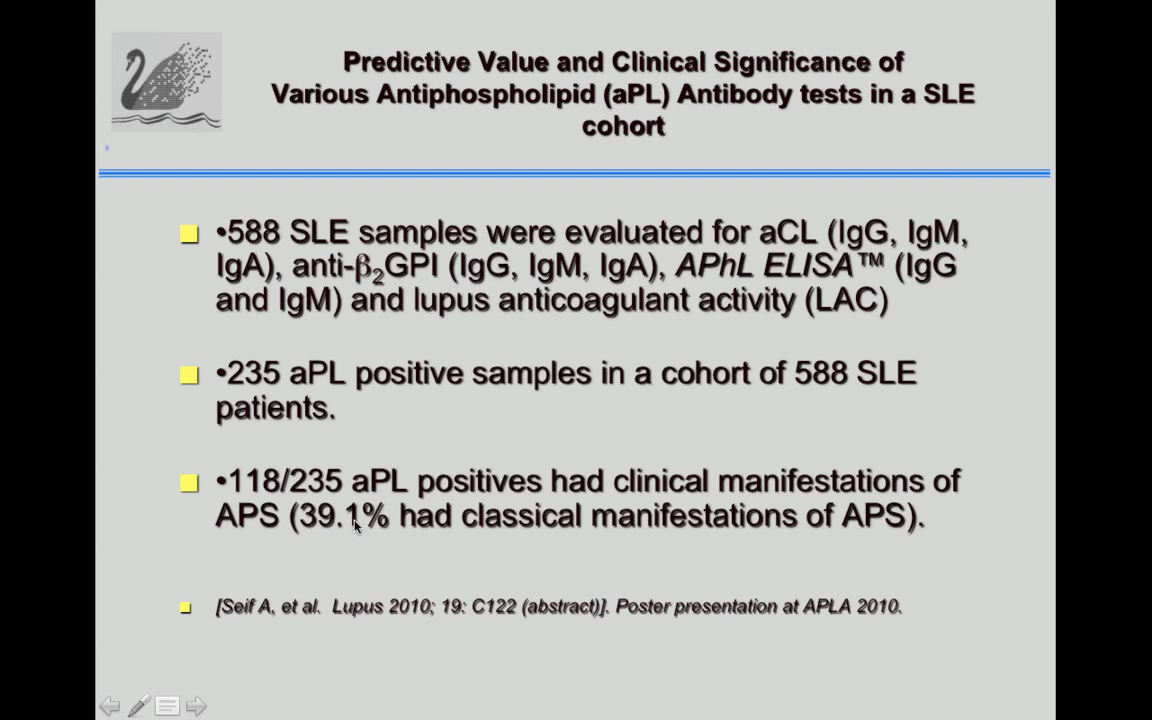 Predictive Value and Clinical Significance of
Various Antiphospholipid (aPL) Antibody tests in a SLE
cohort
s
•588 SLE samples were evaluated for aCL (IgG, IgM,
IgA), anti-β₂GPI (IgG, IgM, IgA), APhL ELISA™ (IgG
and IgM) and lupus anticoagulant activity (LAC)
•235 aPL positive samples in a cohort of 588 SLE
patients.
•118/235 aPL positives had clinical manifestations of
APS (39.1% had classical manifestations of APS).
[Seif A, et al. Lupus 2010; 19: C122 (abstract)]. Poster presentation at APLA 2010.